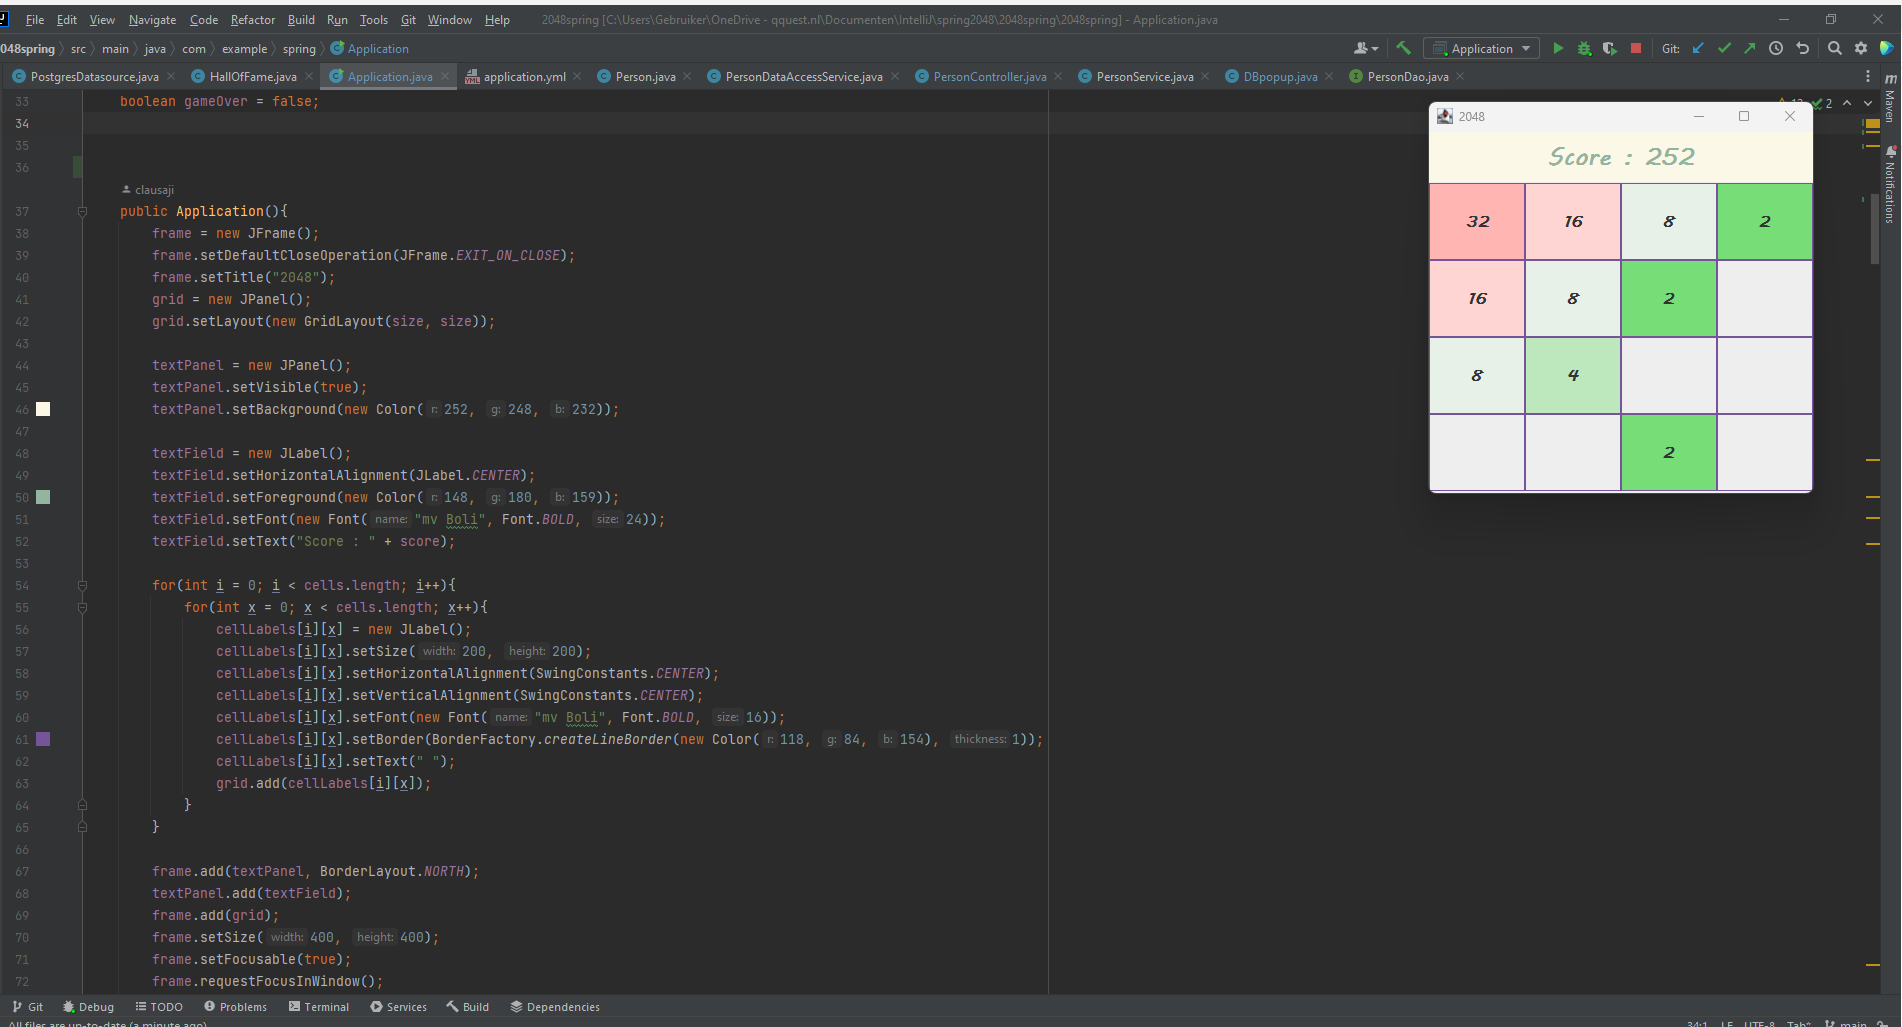 File Edit View Navigate Code Refactor Build Run Tools Git Window Help 2048spring [C:\Users\Gebruiker\OneDrive - qquest.nl\Documenten\IntelliJ\spring2048\2048spring\2048spring] - Application.java
048spring src main java com example spring Application Application Git:
PostgresDatasource.java HallOfFame.java Application.java application.yml Person.java PersonDataAccessService.java PersonController.java PersonService.java DBpopup.java PersonDao.java
33 boolean gameOver = false;
34
35
36
clausaji
37 public Application(){
38 frame = new JFrame();
39 frame.setDefaultCloseOperation(JFrame.EXIT_ON_CLOSE);
40 frame.setTitle("2048");
41 grid = new JPanel();
42 grid.setLayout(new GridLayout(size, size));
43
44 textPanel = new JPanel();
45 textPanel.setVisible(true);
46 textPanel.setBackground(new Color( r: 252, g: 248, b: 232));
47
48 textField = new JLabel();
49 textField.setHorizontalAlignment(JLabel.CENTER);
50 textField.setForeground(new Color( r: 148, g: 180, b: 159));
51 textField.setFont(new Font( name: "mv Boli", Font.BOLD, size: 24));
52 textField.setText("Score : " + score);
53
54 for(int i = 0; i < cells.length; i++){
55 for(int x = 0; x < cells.length; x++){
56 cellLabels[i][x] = new JLabel();
57 cellLabels[i][x].setSize( width: 200, height: 200);
58 cellLabels[i][x].setHorizontalAlignment(SwingConstants.CENTER);
59 cellLabels[i][x].setVerticalAlignment(SwingConstants.CENTER);
60 cellLabels[i][x].setFont(new Font( name: "mv Boli", Font.BOLD, size: 16));
61 cellLabels[i][x].setBorder(BorderFactory.createLineBorder(new Color( r: 118, g: 84, b: 154), thickness: 1));
62 cellLabels[i][x].setText(" ");
63 grid.add(cellLabels[i][x]);
64 }
65 }
66
67 frame.add(textPanel, BorderLayout.NORTH);
68 textPanel.add(textField);
69 frame.add(grid);
70 frame.setSize( width: 400, height: 400);
71 frame.setFocusable(true);
72 frame.requestFocusInWindow();
2
2048
Score : 252
32 16 8 2
16 8 2
8 4
2
Maven
Notifications
Git Debug TODO Problems Terminal Services Build Dependencies
All files are up-to-date (a minute ago)
34:1 LF UTF-8 Tab* main